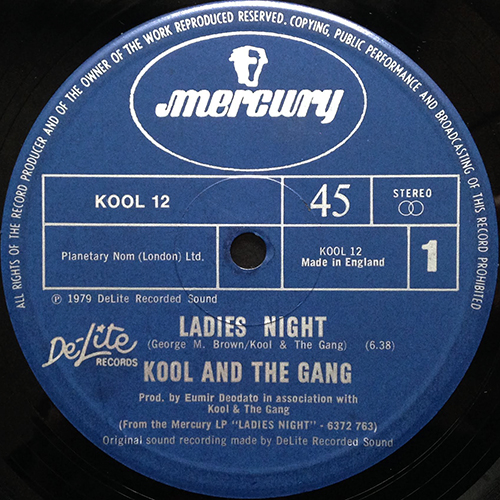 ALL RIGHTS OF THE RECORD PRODUCER AND OF THE OWNER OF THE WORK REPRODUCED RESERVED. COPYING, PUBLIC PERFORMANCE AND BROADCASTING OF THIS RECORD PROHIBITED
mercury
KOOL 12
45
STEREO
Planetary Nom (London) Ltd.
KOOL 12
Made in England
1
℗ 1979 DeLite Recorded Sound
LADIES NIGHT
(George M. Brown/Kool & The Gang) (6.38)
De-Lite
RECORDS
KOOL AND THE GANG
Prod. by Eumir Deodato in association with
Kool & The Gang
(From the Mercury LP "LADIES NIGHT" - 6372 763)
Original sound recording made by DeLite Recorded Sound